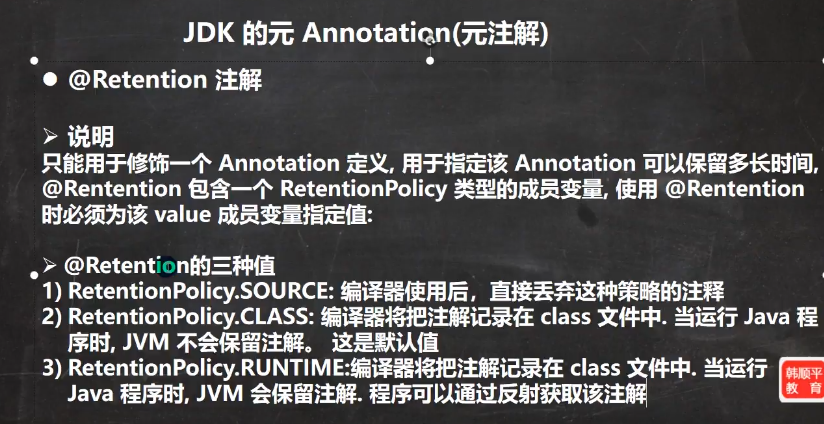 JDK 的元 Annotation(元注解)
● @Retention 注解
➢ 说明
只能用于修饰一个 Annotation 定义, 用于指定该 Annotation 可以保留多长时间,
@Rentention 包含一个 RetentionPolicy 类型的成员变量, 使用 @Rentention
时必须为该 value 成员变量指定值:
➢ @Retention的三种值
1) RetentionPolicy.SOURCE: 编译器使用后，直接丢弃这种策略的注释
2) RetentionPolicy.CLASS: 编译器将把注解记录在 class 文件中. 当运行 Java 程
序时, JVM 不会保留注解。 这是默认值
3) RetentionPolicy.RUNTIME:编译器将把注解记录在 class 文件中. 当运行
Java 程序时, JVM 会保留注解. 程序可以通过反射获取该注解
韩顺平
教育